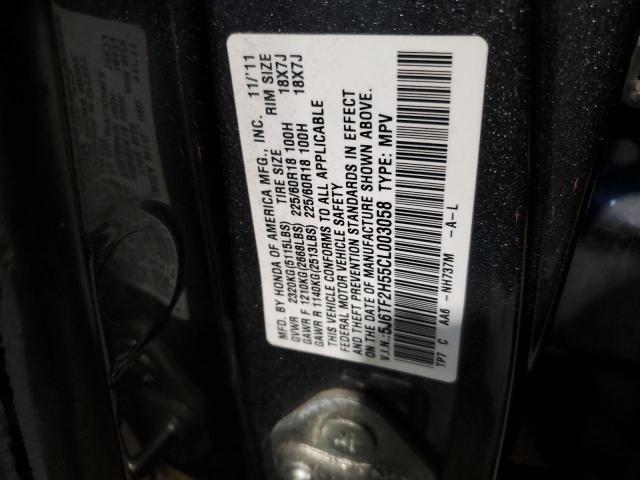 MFD. BY HONDA OF AMERICA MFG., INC. 11/'11
TIRE SIZE RIM SIZE
GVWR 2320KG(5115LBS)
GAWR F 1210KG(2668LBS) 225/60R18 100H 18X7J
GAWR R 1140KG(2513LBS) 225/60R18 100H 18X7J
THIS VEHICLE CONFORMS TO ALL APPLICABLE
FEDERAL MOTOR VEHICLE SAFETY
AND THEFT PREVENTION STANDARDS IN EFFECT
ON THE DATE OF MANUFACTURE SHOWN ABOVE.
V.I.N.:5J6TF2H55CL003058 TYPE: MPV
TP7 C AA6 -NH737M -A-L